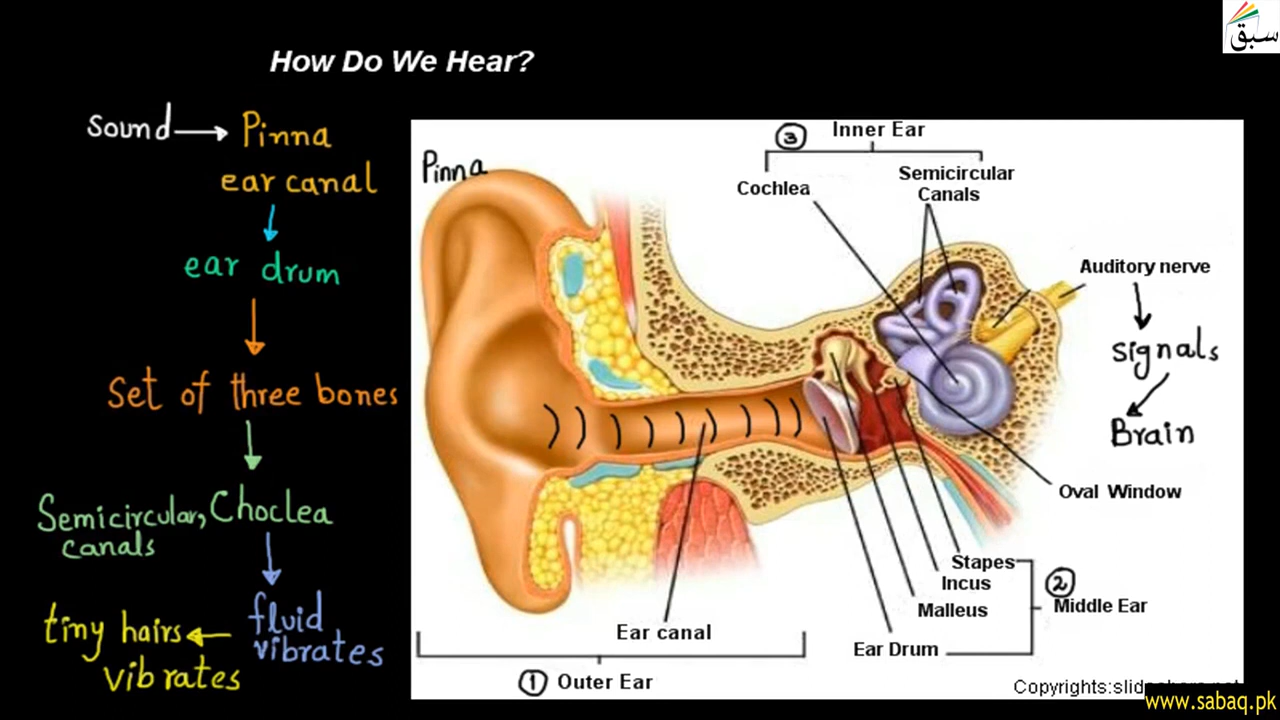 سبق
How Do We Hear?
sound → Pinna
ear canal
ear drum
set of three bones
Semicircular, Choclea
canals
fluid
vibrates
tiny hairs
vibrates
Pinna
③ Inner Ear
Cochlea
Semicircular
Canals
Auditory nerve
signals
Brain
Oval Window
Stapes
Incus
Malleus
Ear Drum
② Middle Ear
Ear canal
① Outer Ear
www.sabaq.pk